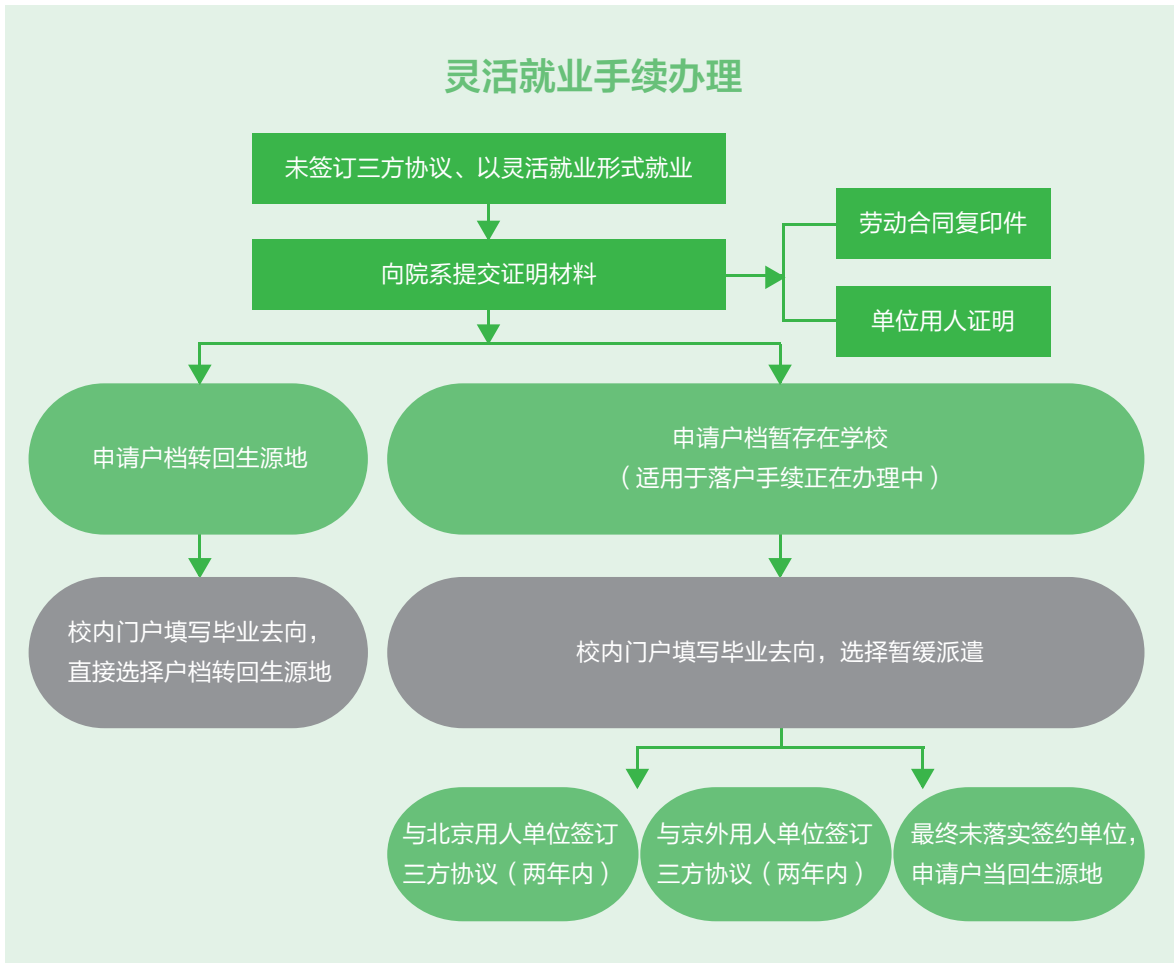 灵活就业手续办理
未签订三方协议、以灵活就业形式就业
向院系提交证明材料
劳动合同复印件
单位用人证明
申请户档转回生源地
申请户档暂存在学校
（适用于落户手续正在办理中）
校内门户填写毕业去向，
直接选择户档转回生源地
校内门户填写毕业去向，选择暂缓派遣
与北京用人单位签订
三方协议（两年内）
与京外用人单位签订
三方协议（两年内）
最终未落实签约单位，
申请户当回生源地